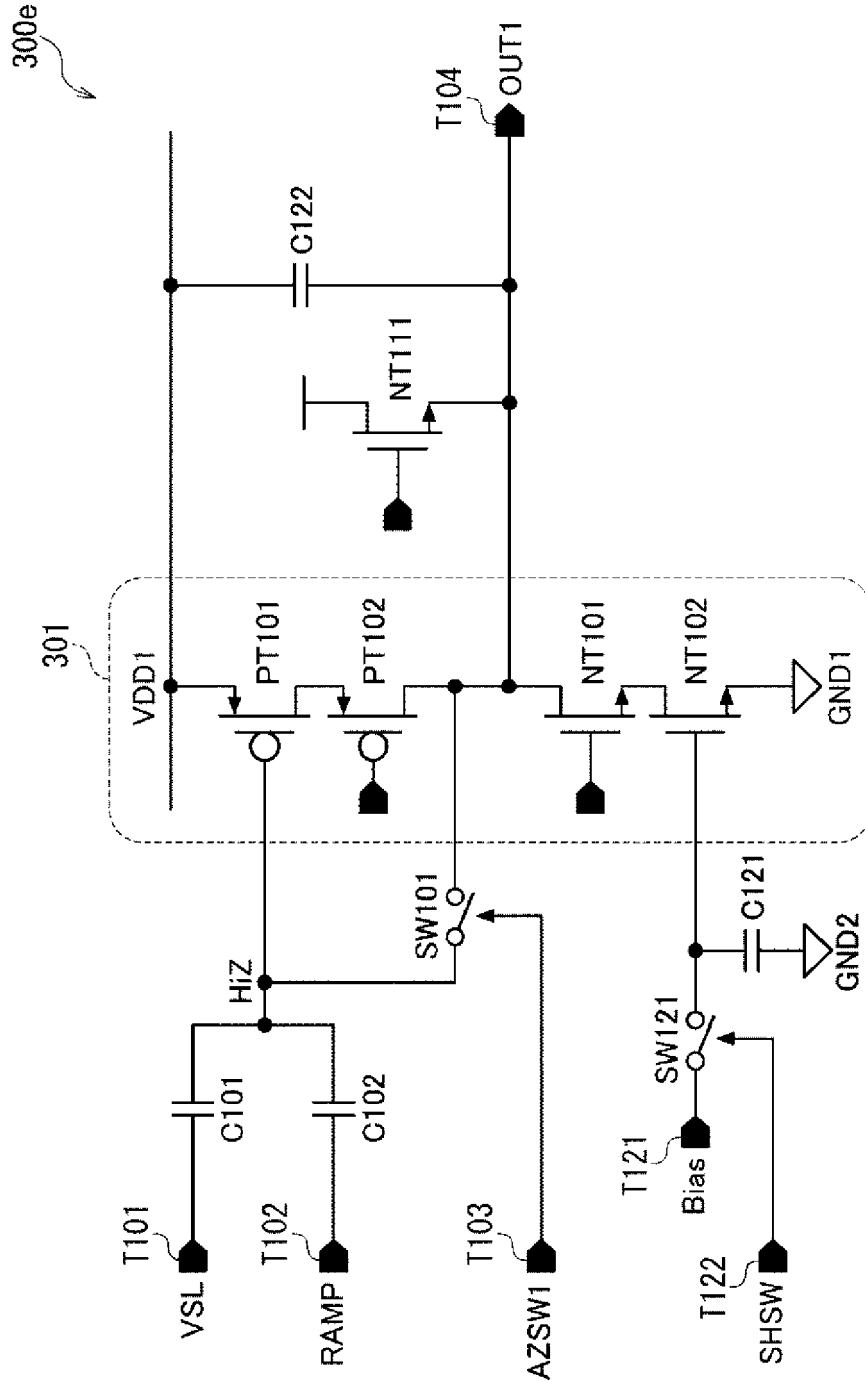 300e
301
VDD1
T101
VSL
C101
HiZ
PT101
C122
T102
RAMP
C102
PT102
NT111
T104
OUT1
SW101
T103
AZSW1
NT101
NT102
GND1
T121
Bias
SW121
C121
GND2
T122
SHSW